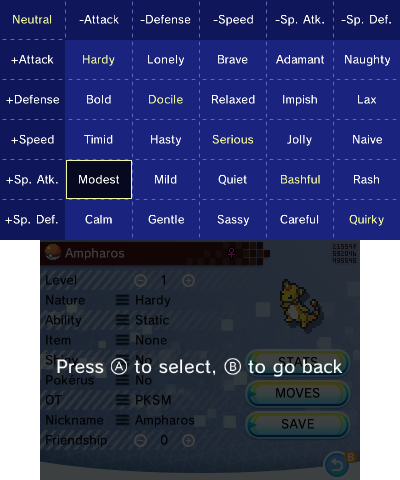 Neutral -Attack -Defense -Speed -Sp. Atk. -Sp. Def.
+Attack Hardy Lonely Brave Adamant Naughty
+Defense Bold Docile Relaxed Impish Lax
+Speed Timid Hasty Serious Jolly Naive
+Sp. Atk. Modest Mild Quiet Bashful Rash
+Sp. Def. Calm Gentle Sassy Careful Quirky
Ampharos ♀
Level 1
Nature Hardy
Ability Static
Item None
Shiny No
Pokerus No
OT PKSM
Nickname Ampharos
Friendship 0
STATS
MOVES
SAVE
B
Press Ⓐ to select, Ⓑ to go back